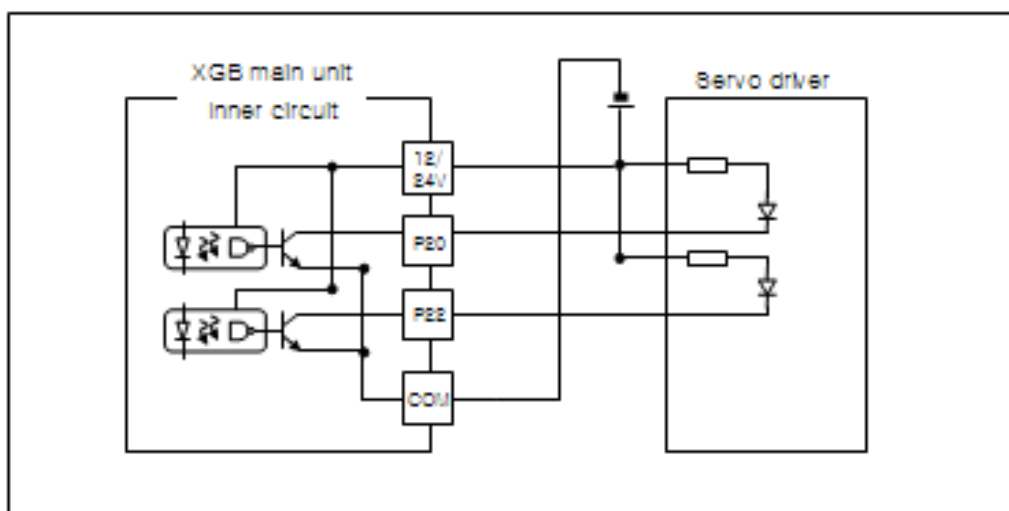 XGB main unit
inner circuit
Servo driver
12/
24V
P20
P22
COM